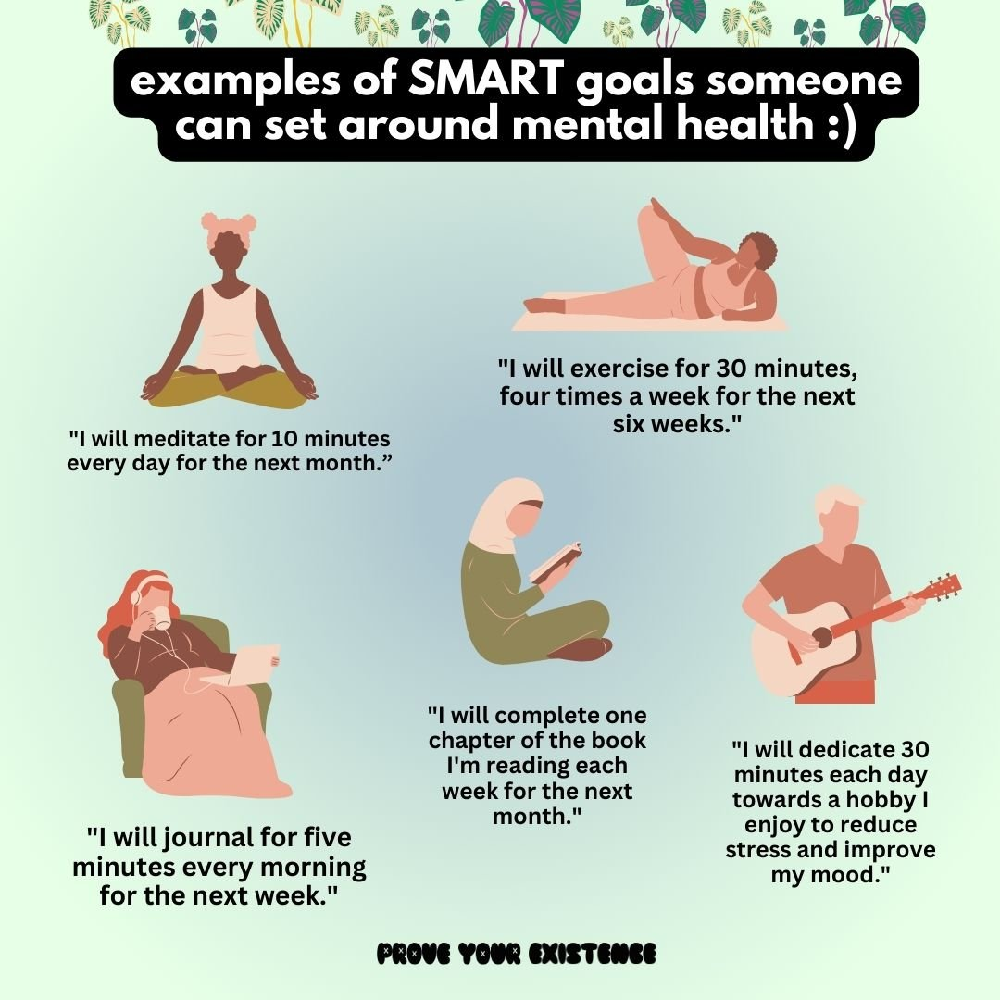 examples of SMART goals someone
can set around mental health :)
"I will meditate for 10 minutes
every day for the next month.”
"I will exercise for 30 minutes,
four times a week for the next
six weeks."
"I will journal for five
minutes every morning
for the next week."
"I will complete one
chapter of the book
I'm reading each
week for the next
month."
"I will dedicate 30
minutes each day
towards a hobby I
enjoy to reduce
stress and improve
my mood."
PROVE YOUR EXISTENCE